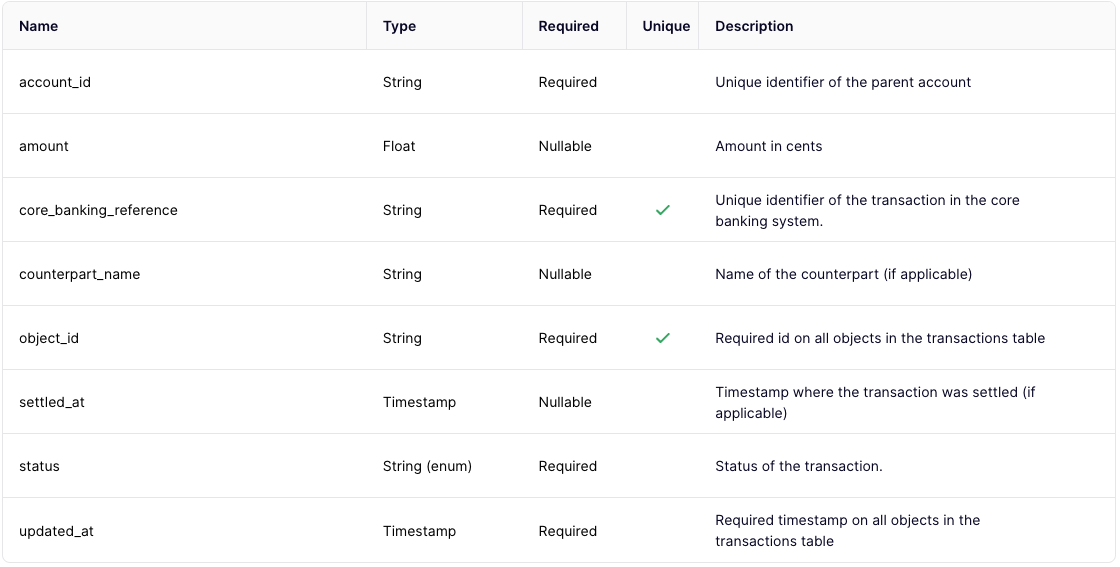 Name Type Required Unique Description
account_id String Required Unique identifier of the parent account
amount Float Nullable Amount in cents
core_banking_reference String Required ✓ Unique identifier of the transaction in the core
banking system.
counterpart_name String Nullable Name of the counterpart (if applicable)
object_id String Required ✓ Required id on all objects in the transactions table
settled_at Timestamp Nullable Timestamp where the transaction was settled (if
applicable)
status String (enum) Required Status of the transaction.
updated_at Timestamp Required Required timestamp on all objects in the
transactions table